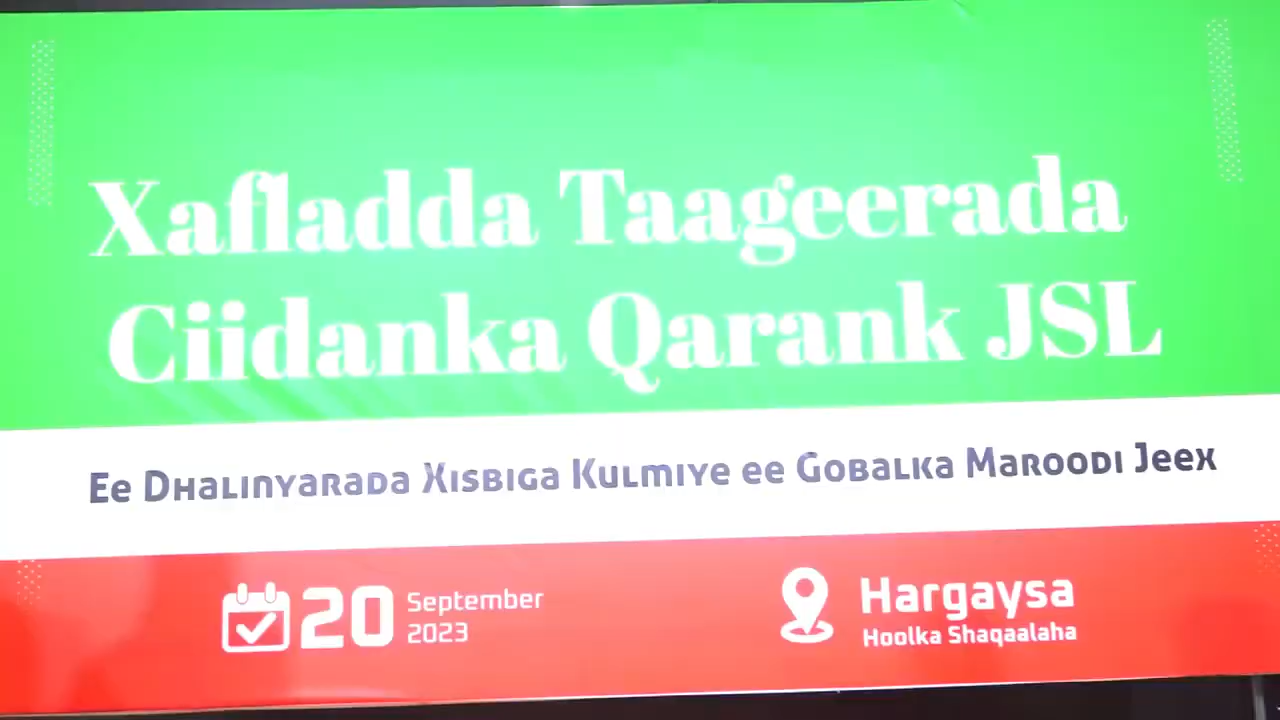 Xafladda Taageerada
Ciidanka Qarank JSL
Ee Dhalinyarada Xisbiga Kulmiye ee Gobalka Maroodi Jeex
20 September
2023
Hargaysa
Hoolka Shaqaalaha